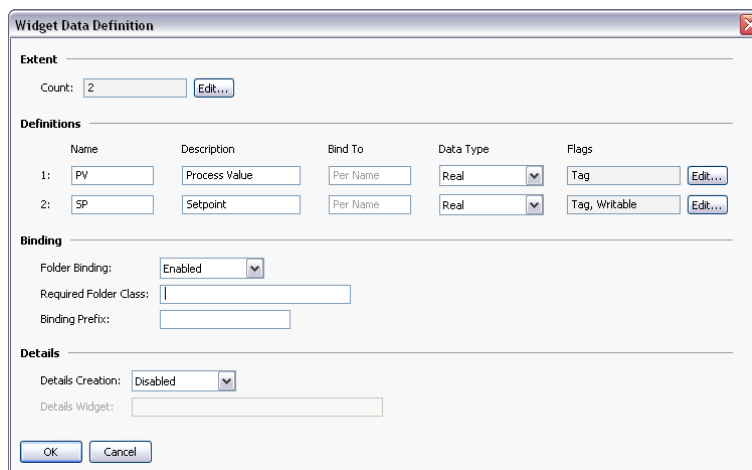 Widget Data Definition
Extent
Count: 2 Edit...
Definitions
Name Description Bind To Data Type Flags
1: PV Process Value Per Name Real Tag Edit...
2: SP Setpoint Per Name Real Tag, Writable Edit...
Binding
Folder Binding: Enabled
Required Folder Class:
Binding Prefix:
Details
Details Creation: Disabled
Details Widget:
OK Cancel